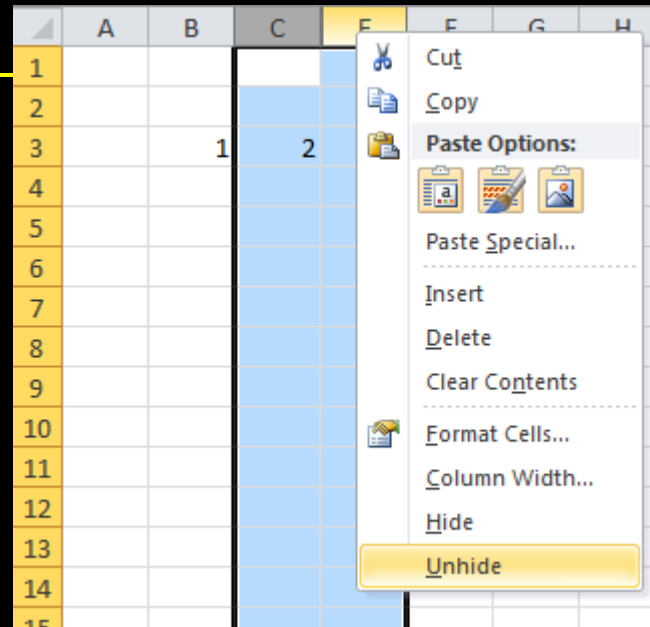 A B C E F G H
1
2
3 1 2
4
5
6
7
8
9
10
11
12
13
14
15
Cut
Copy
Paste Options:
a
Paste Special...
Insert
Delete
Clear Contents
Format Cells...
Column Width...
Hide
Unhide